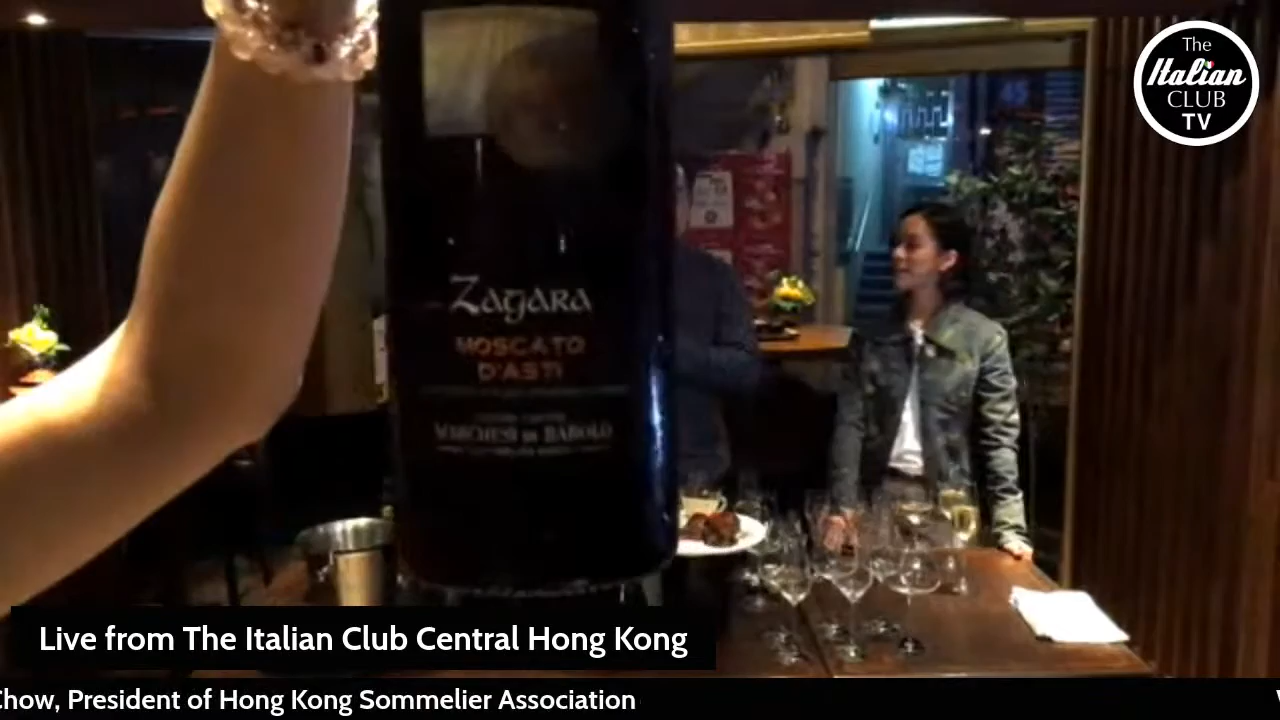 The
Italian
CLUB
TV
Zagara
MOSCATO
D'ASTI
MARCHESI DI BAROLO
Live from The Italian Club Central Hong Kong
Chow, President of Hong Kong Sommelier Association